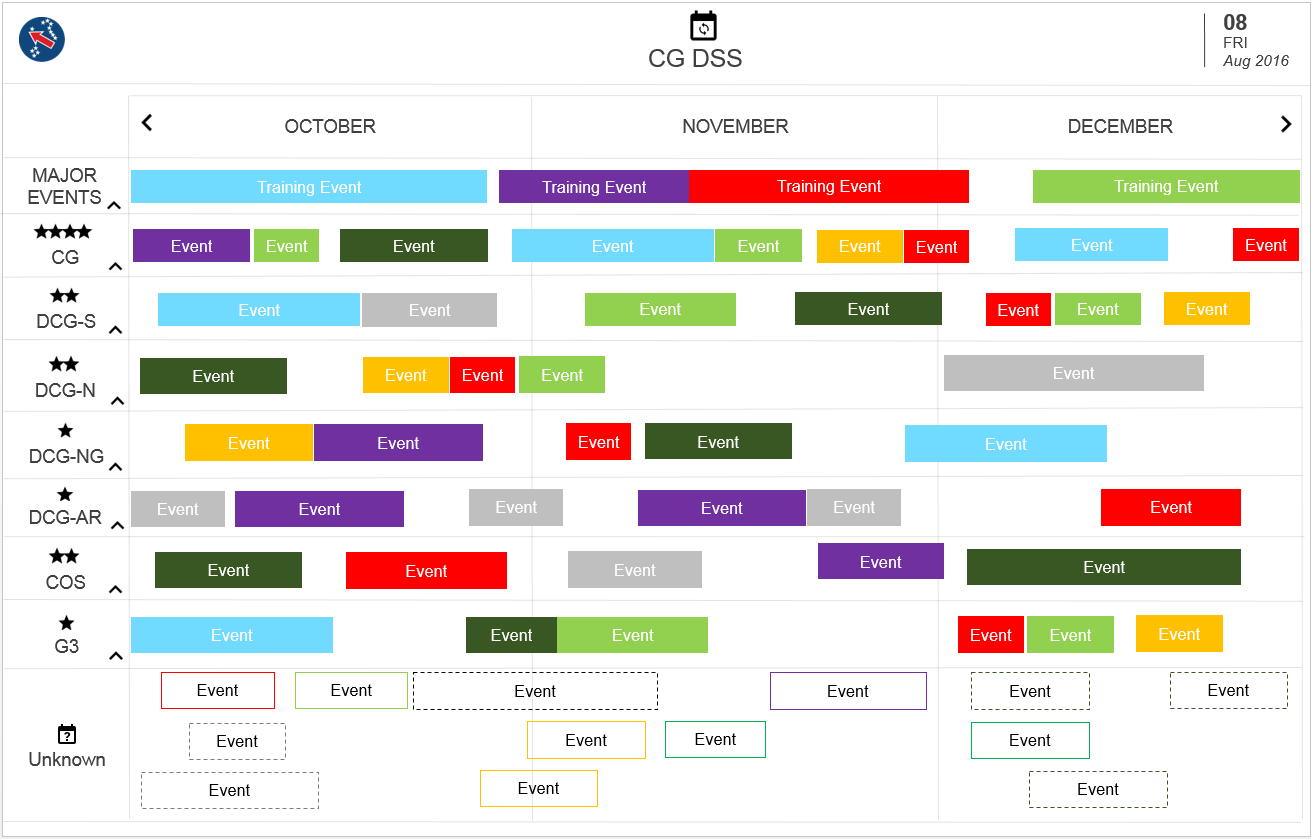 08
CG DSS
FRI
Aug 2016
OCTOBER NOVEMBER DECEMBER
MAJOR
EVENTS
Training Event Training Event Training Event Training Event
CG
Event Event Event Event Event Event Event Event Event
DCG-S
Event Event Event Event Event Event Event
DCG-N
Event Event Event Event Event
DCG-NG
Event Event Event Event Event
DCG-AR
Event Event Event Event Event Event
COS
Event Event Event Event Event
G3
Event Event Event Event Event Event
Unknown
?
Event Event Event Event Event Event
Event Event Event Event
Event Event Event